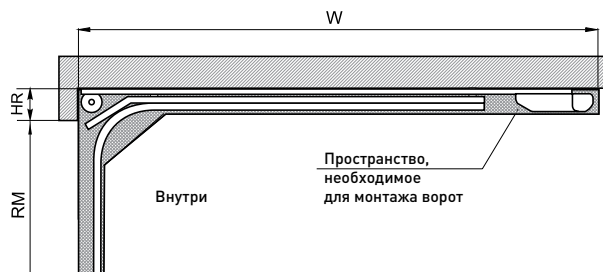 W
HR
RM
Пространство,
необходимое
для монтажа ворот
Внутри